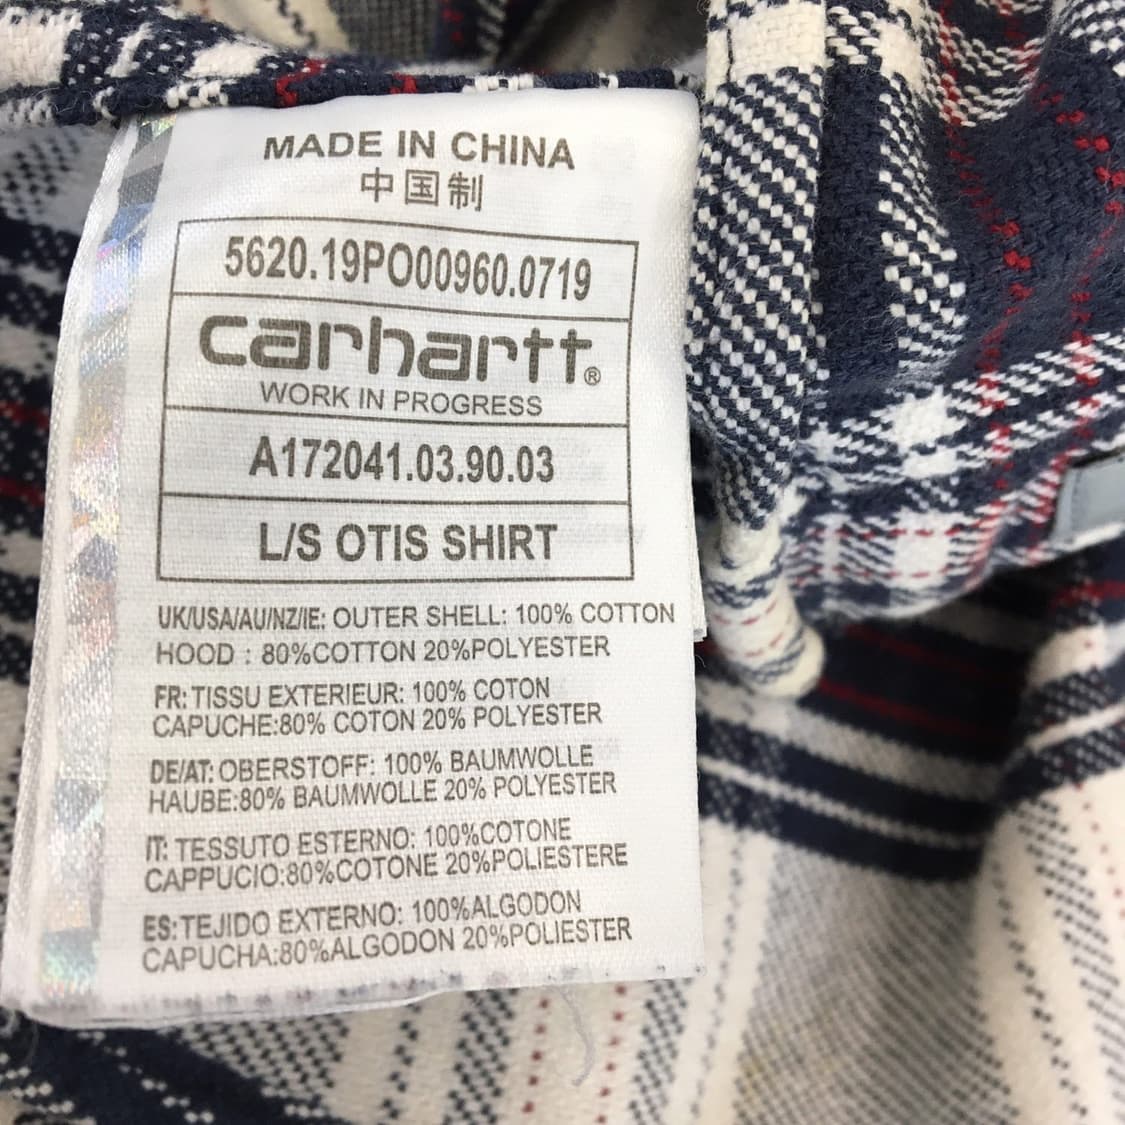 MADE IN CHINA
中国制
5620.19PO00960.0719
carhartt®
WORK IN PROGRESS
A172041.03.90.03
L/S OTIS SHIRT
UK/USA/AU/NZ/IE: OUTER SHELL: 100% COTTON
HOOD : 80%COTTON 20%POLYESTER
FR: TISSU EXTERIEUR: 100% COTON
CAPUCHE:80% COTON 20% POLYESTER
DE/AT: OBERSTOFF: 100% BAUMWOLLE
HAUBE:80% BAUMWOLLE 20% POLYESTER
IT: TESSUTO ESTERNO: 100%COTONE
CAPPUCIO:80%COTONE 20%POLIESTERE
ES:TEJIDO EXTERNO: 100%ALGODON
CAPUCHA:80%ALGODON 20%POLIESTER